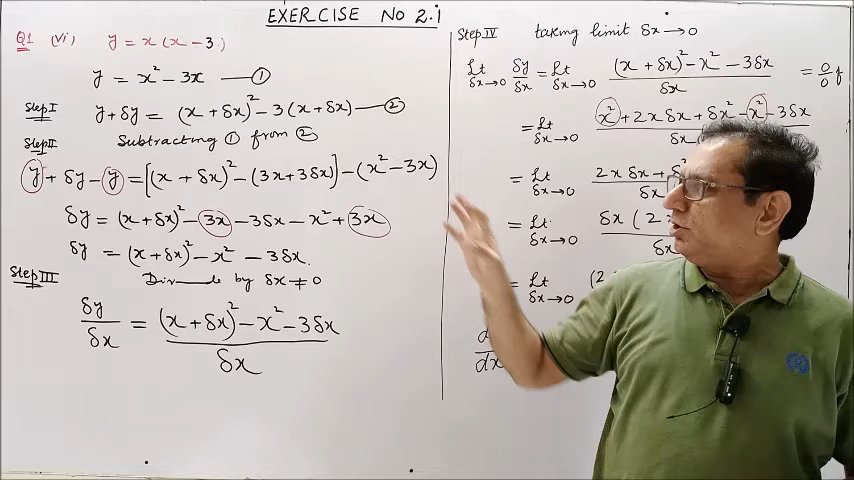 EXERCISE No 2.1
Q1 (vi) y = x (x - 3)
y = x² - 3x —— ①
Step I y + δy = (x + δx)² - 3(x + δx) —— ②
Step II Subtracting ① from ②
y + δy - y = [(x + δx)² - (3x + 3δx)] - (x² - 3x)
δy = (x + δx)² - 3x - 3δx - x² + 3x
δy = (x + δx)² - x² - 3δx.
Step III by δx ≠ 0
δy/δx = (x + δx)² - x² - 3δx / δx
Step IV taking limit δx → 0
Lt δx→0 δy/δx = Lt δx→0 (x + δx)² - x² - 3δx / δx = 0/0 f
= Lt δx→0 x² + 2x δx + δx² - x² - 3δx / δx
= Lt δx→0 2x δx + δx² / δx
= Lt δx→0 δx (2x / δx
= Lt δx→0 (2
d / dx